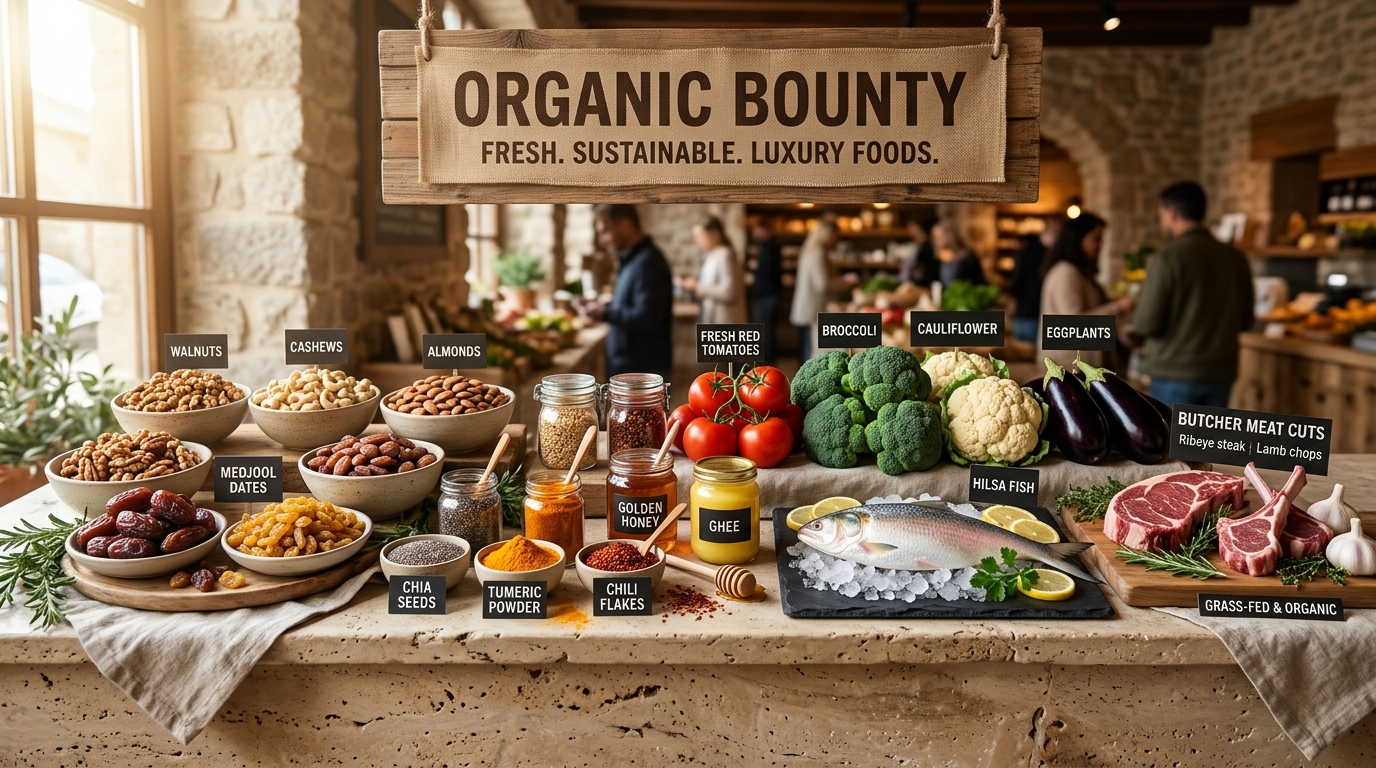 ORGANIC BOUNTY
FRESH. SUSTAINABLE. LUXURY FOODS.
WALNUTS
CASHEWS
ALMONDS
FRESH RED
TOMATOES
BROCCOLI
CAULIFLOWER
EGGPLANTS
BUTCHER MEAT CUTS
Ribeye steak | Lamb chops
MEDJOOL
DATES
HILSA FISH
GOLDEN
HONEY
GHEE
CHIA
SEEDS
TUMERIC
POWDER
CHILI
FLAKES
GRASS-FED & ORGANIC